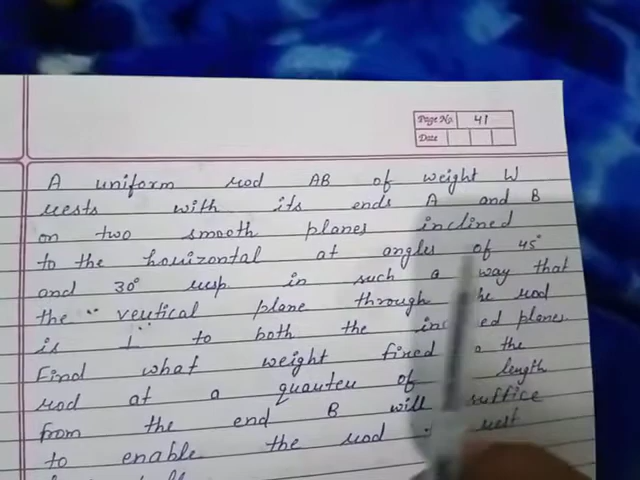 Page No. 41
Date
A uniform rod AB of weight W
rests with its ends A and B
on two smooth planes inclined
to the horizontal at angles of 45°
and 30° resp in such a way that
the vertical plane through the rod
is ⊥ to both the planes
Find what weight fixed the
rod at a quarter of length
from the end B will suffice
to enable the rod rest